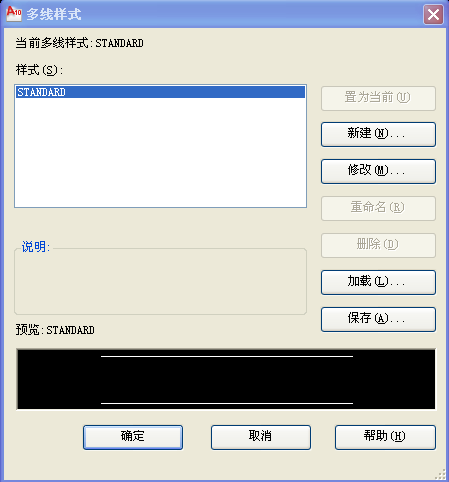 多线样式
当前多线样式:STANDARD
样式(S):
STANDARD
置为当前(U)
新建(N)...
修改(M)...
重命名(R)
删除(D)
说明:
加载(L)...
保存(A)...
预览:STANDARD
确定
取消
帮助(H)